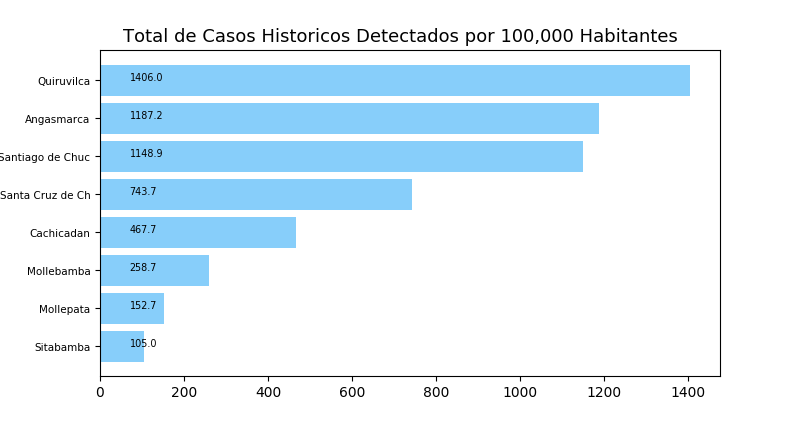 Total de Casos Historicos Detectados por 100,000 Habitantes
Quiruvilca 1406.0
Angasmarca 1187.2
Santiago de Chuc 1148.9
Santa Cruz de Ch 743.7
Cachicadan 467.7
Mollebamba 258.7
Mollepata 152.7
Sitabamba 105.0
0 200 400 600 800 1000 1200 1400